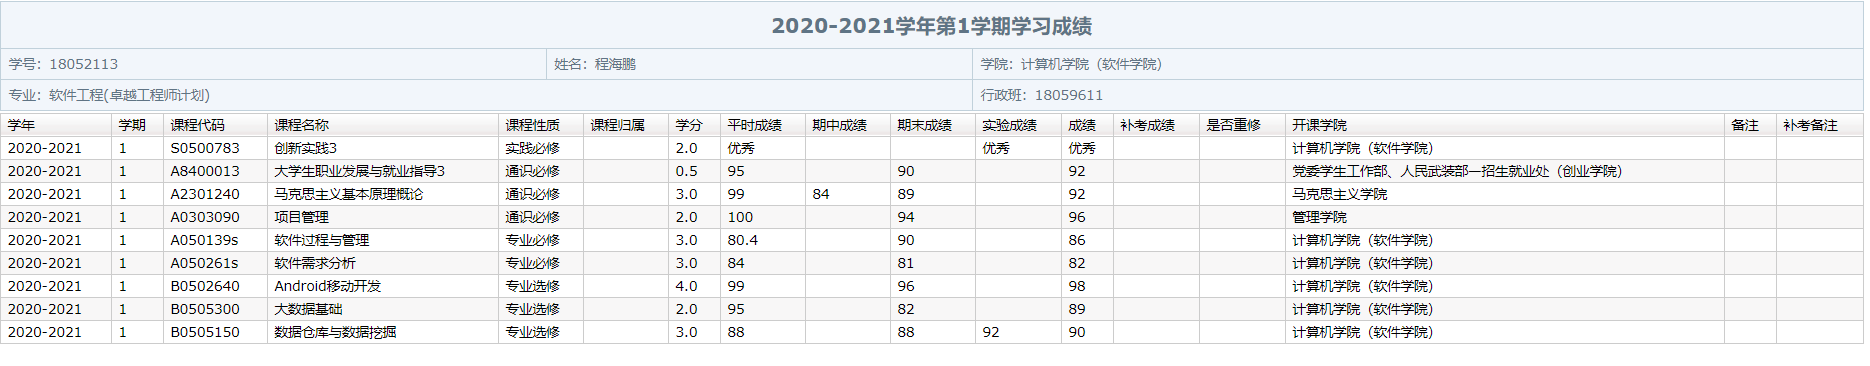 2020-2021学年第1学期学习成绩
学号：18052113 姓名：程海鹏 学院：计算机学院（软件学院）
专业：软件工程(卓越工程师计划) 行政班：18059611
学年 学期 课程代码 课程名称 课程性质 课程归属 学分 平时成绩 期中成绩 期末成绩 实验成绩 成绩 补考成绩 是否重修 开课学院 备注 补考备注
2020-2021 1 S0500783 创新实践3 实践必修 2.0 优秀 优秀 优秀 计算机学院（软件学院）
2020-2021 1 A8400013 大学生职业发展与就业指导3 通识必修 0.5 95 90 92 党委学生工作部、人民武装部—招生就业处（创业学院）
2020-2021 1 A2301240 马克思主义基本原理概论 通识必修 3.0 99 84 89 92 马克思主义学院
2020-2021 1 A0303090 项目管理 通识必修 2.0 100 94 96 管理学院
2020-2021 1 A050139s 软件过程与管理 专业必修 3.0 80.4 90 86 计算机学院（软件学院）
2020-2021 1 A050261s 软件需求分析 专业必修 3.0 84 81 82 计算机学院（软件学院）
2020-2021 1 B0502640 Android移动开发 专业选修 4.0 99 96 98 计算机学院（软件学院）
2020-2021 1 B0505300 大数据基础 专业选修 2.0 95 82 89 计算机学院（软件学院）
2020-2021 1 B0505150 数据仓库与数据挖掘 专业选修 3.0 88 88 92 90 计算机学院（软件学院）